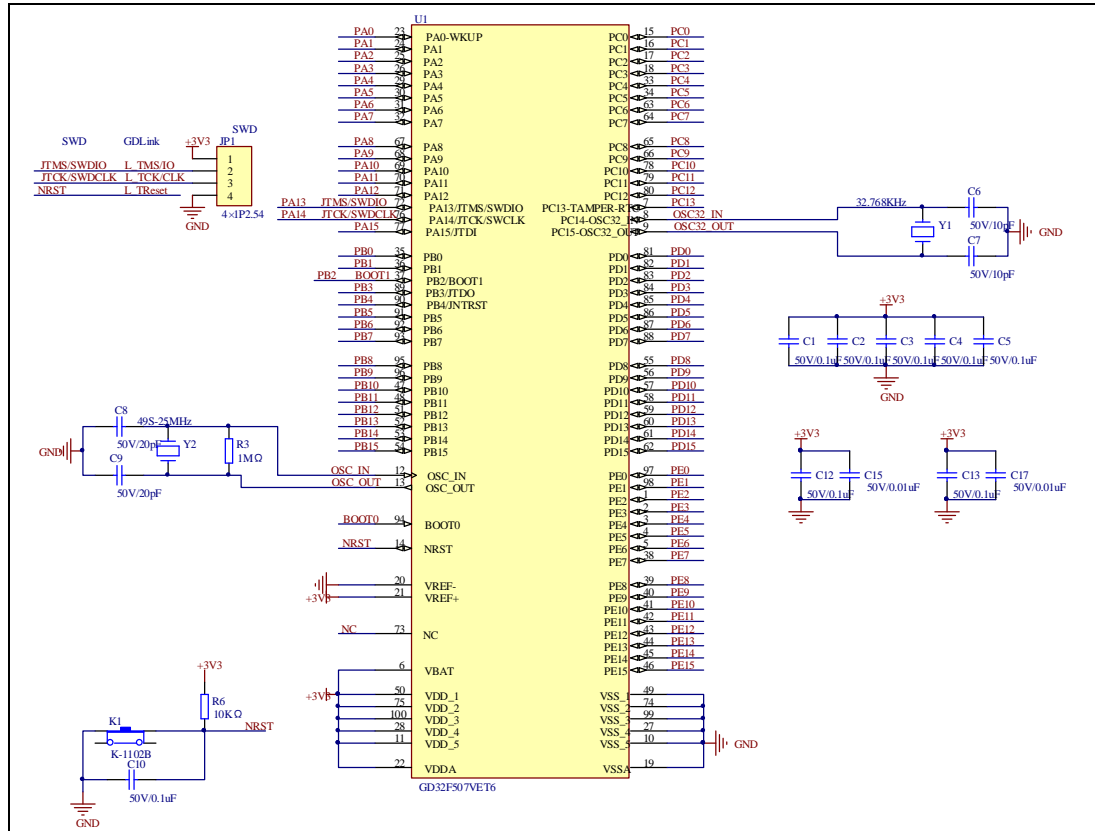 U1
PA0 23 PA0-WKUP PC0 15 PC0
PA1 24 PA1 PC1 16 PC1
PA2 25 PA2 PC2 17 PC2
PA3 26 PA3 PC3 18 PC3
PA4 29 PA4 PC4 33 PC4
PA5 30 PA5 PC5 34 PC5
PA6 31 PA6 PC6 63 PC6
PA7 32 PA7 PC7 64 PC7
PA8 67 PA8 PC8 65 PC8
PA9 68 PA9 PC9 66 PC9
PA10 69 PA10 PC10 78 PC10
PA11 70 PA11 PC11 79 PC11
PA12 71 PA12 PC12 80 PC12
PA13 JTMS/SWDIO 72 PA13/JTMS/SWDIO PC13-TAMPER-RT 7 PC13
PA14 JTCK/SWDCLK 76 PA14/JTCK/SWCLK PC14-OSC32_IN 8 OSC32_IN
PA15 77 PA15/JTDI PC15-OSC32_OUT 9 OSC32_OUT
SWD GDLink SWD
+3V3 JP1
1
JTMS/SWDIO L_TMS/IO 2
JTCK/SWDCLK L_TCK/CLK 3
NRST L_TReset 4
4×1P2.54
GND
32.768KHz C6
50V/10pF
Y1 GND
C7
50V/10pF
PB0 35 PB0 PD0 81 PD0
PB1 36 PB1 PD1 82 PD1
PB2 BOOT1 37 PB2/BOOT1 PD2 83 PD2
PB3 89 PB3/JTDO PD3 84 PD3
PB4 90 PB4/JNTRST PD4 85 PD4
PB5 91 PB5 PD5 86 PD5
PB6 92 PB6 PD6 87 PD6
PB7 93 PB7 PD7 88 PD7
PB8 95 PB8 PD8 55 PD8
PB9 96 PB9 PD9 56 PD9
PB10 47 PB10 PD10 57 PD10
PB11 48 PB11 PD11 58 PD11
PB12 51 PB12 PD12 59 PD12
PB13 52 PB13 PD13 60 PD13
PB14 53 PB14 PD14 61 PD14
PB15 54 PB15 PD15 62 PD15
+3V3
C1 C2 C3 C4 C5
50V/0.1uF 50V/0.1uF 50V/0.1uF 50V/0.1uF 50V/0.1uF
GND
C8 49S-25MHz
50V/20pF Y2 R3
GND 1MΩ
C9
50V/20pF
OSC_IN 12 OSC_IN PE0 97 PE0
OSC_OUT 13 OSC_OUT PE1 98 PE1
PE2 1 PE2
PE3 2 PE3
BOOT0 94 BOOT0 PE4 3 PE4
PE5 4 PE5
NRST 14 NRST PE6 5 PE6
PE7 38 PE7
+3V3 +3V3
C12 C15 C13 C17
50V/0.1uF 50V/0.01uF 50V/0.1uF 50V/0.01uF
GND GND
20 VREF- PE8 39 PE8
+3V3 21 VREF+ PE9 40 PE9
PE10 41 PE10
PE11 42 PE11
NC 73 NC PE12 43 PE12
PE13 44 PE13
PE14 45 PE14
6 VBAT PE15 46 PE15
+3V3 50 VDD_1 VSS_1 49
75 VDD_2 VSS_2 74
100 VDD_3 VSS_3 99
28 VDD_4 VSS_4 27
11 VDD_5 VSS_5 10 GND
22 VDDA VSSA 19
GD32F507VET6
+3V3
R6
10KΩ
K1 NRST
K-1102B
C10
50V/0.1uF
GND